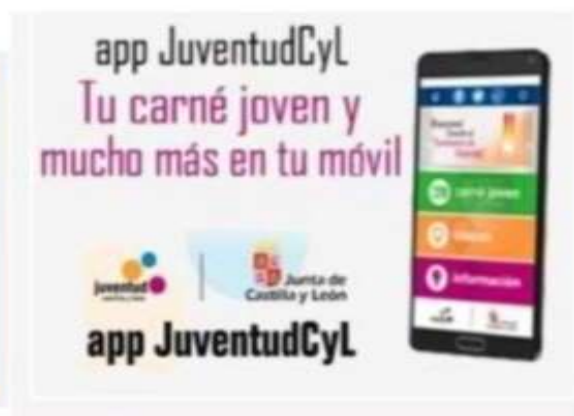 app JuventudCyL
Tu carné joven y
mucho más en tu móvil
carné joven
información
juventud
Junta de
Castilla y León
app JuventudCyL